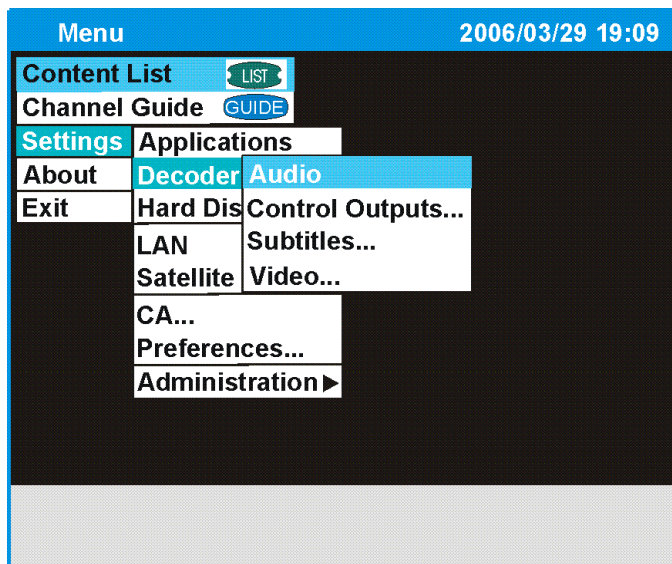 Menu 2006/03/29 19:09
Content List LIST
Channel Guide GUIDE
Settings Applications
About Decoder Audio
Exit Hard Dis Control Outputs...
LAN Subtitles...
Satellite Video...
CA...
Preferences...
Administration ▶